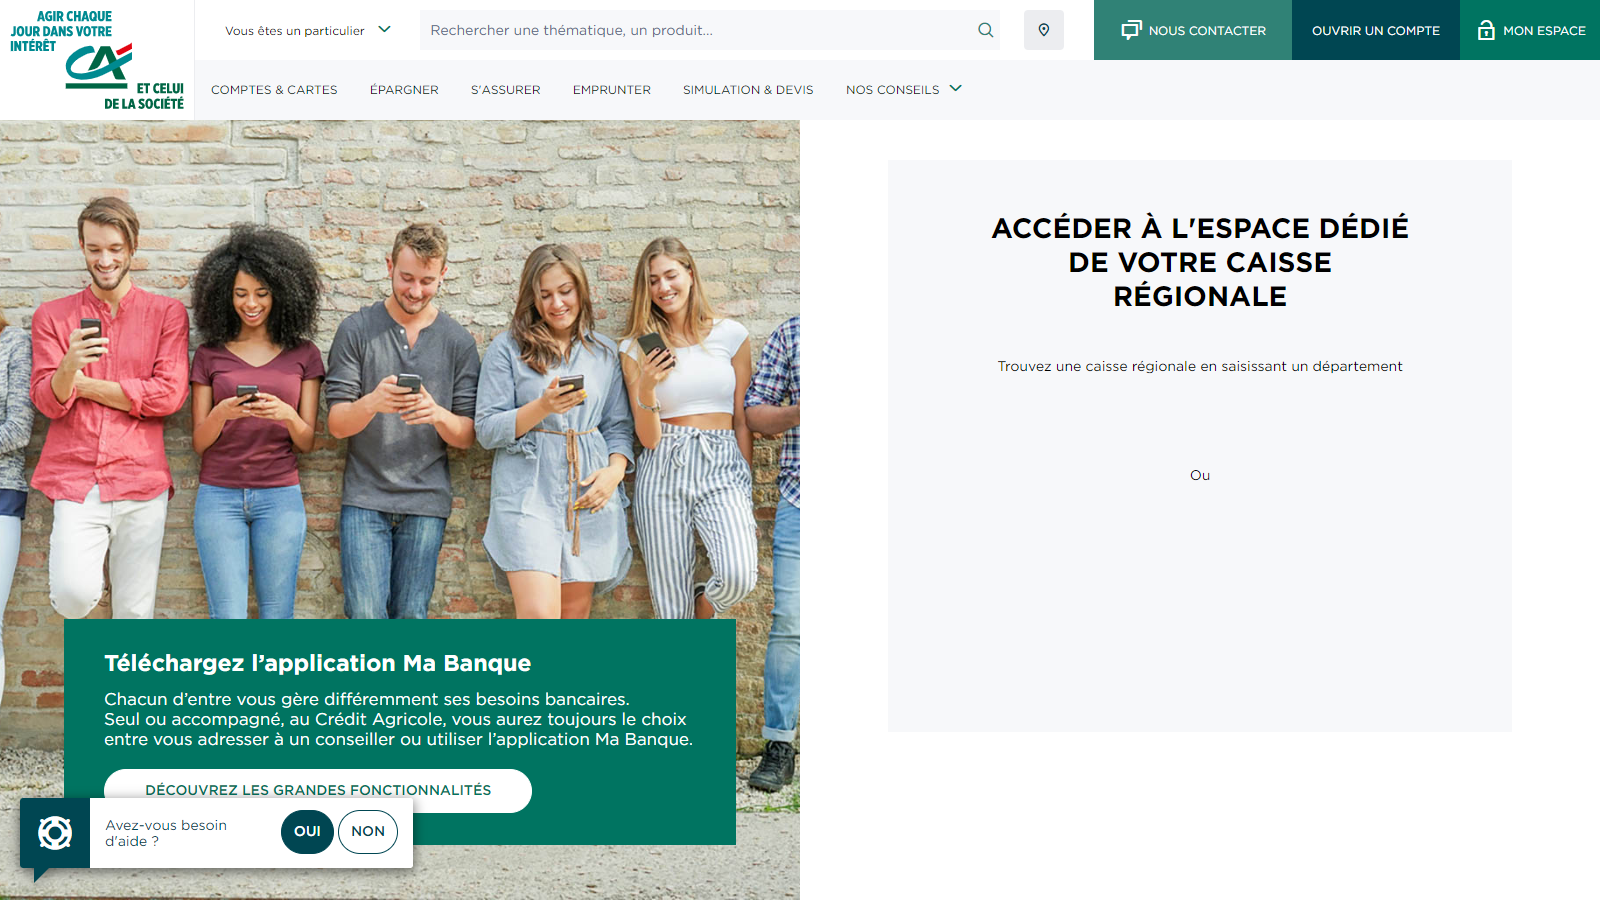 AGIR CHAQUE
JOUR DANS VOTRE
INTÉRÊT
CA
ET CELUI
DE LA SOCIÉTÉ
Vous êtes un particulier
Rechercher une thématique, un produit...
NOUS CONTACTER
OUVRIR UN COMPTE
MON ESPACE
COMPTES & CARTES
ÉPARGNER
S'ASSURER
EMPRUNTER
SIMULATION & DEVIS
NOS CONSEILS
ACCÉDER À L'ESPACE DÉDIÉ
DE VOTRE CAISSE
RÉGIONALE
Trouvez une caisse régionale en saisissant un département
Ou
Téléchargez l’application Ma Banque
Chacun d’entre vous gère différemment ses besoins bancaires.
Seul ou accompagné, au Crédit Agricole, vous aurez toujours le choix
entre vous adresser à un conseiller ou utiliser l’application Ma Banque.
DÉCOUVREZ LES GRANDES FONCTIONNALITÉS
Avez-vous besoin
d'aide ?
OUI
NON